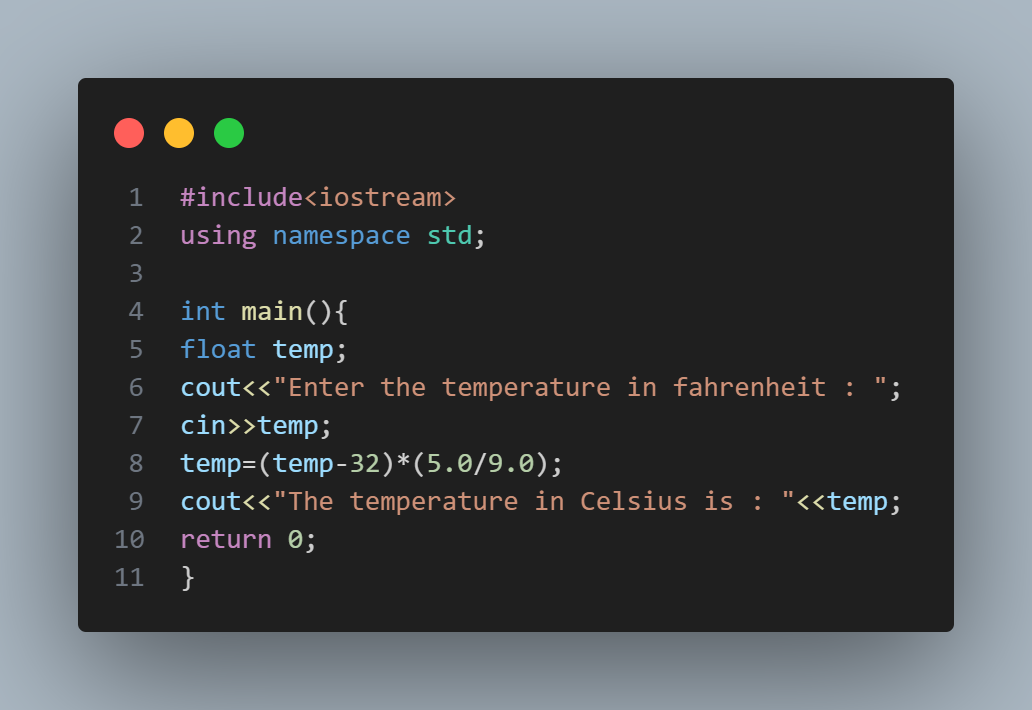 1 #include<iostream>
2 using namespace std;
3
4 int main(){
5 float temp;
6 cout<<"Enter the temperature in fahrenheit : ";
7 cin>>temp;
8 temp=(temp-32)*(5.0/9.0);
9 cout<<"The temperature in Celsius is : "<<temp;
10 return 0;
11 }